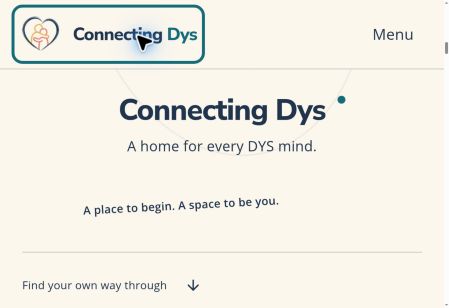 Connecting Dys
Menu
Connecting Dys
A home for every DYS mind.
A place to begin. A space to be you.
Find your own way through